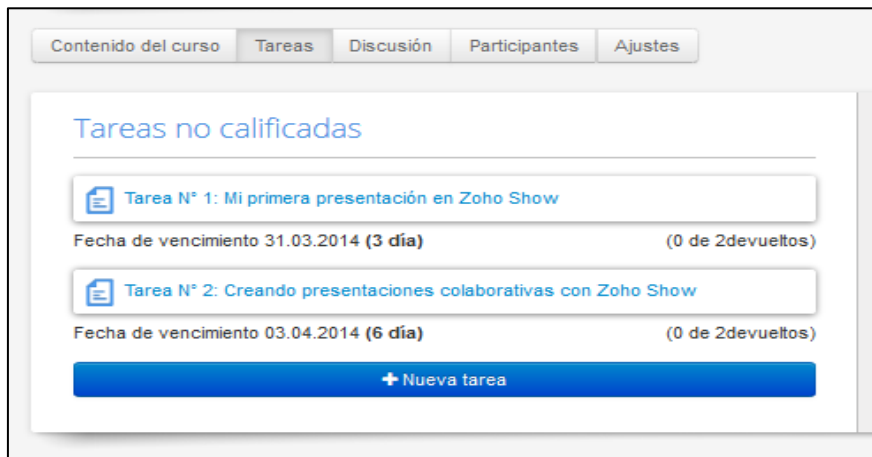 Contenido del curso Tareas Discusión Participantes Ajustes
Tareas no calificadas
Tarea N° 1: Mi primera presentación en Zoho Show
Fecha de vencimiento 31.03.2014 (3 día) (0 de 2devueltos)
Tarea N° 2: Creando presentaciones colaborativas con Zoho Show
Fecha de vencimiento 03.04.2014 (6 día) (0 de 2devueltos)
+ Nueva tarea